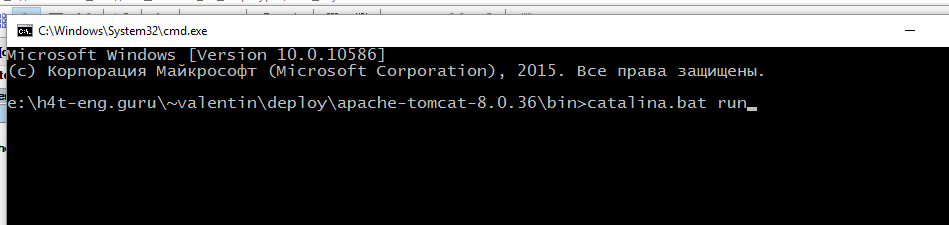 C:\Windows\System32\cmd.exe
Microsoft Windows [Version 10.0.10586]
(c) Корпорация Майкрософт (Microsoft Corporation), 2015. Все права защищены.
e:\h4t-eng.guru\~valentin\deploy\apache-tomcat-8.0.36\bin>catalina.bat run